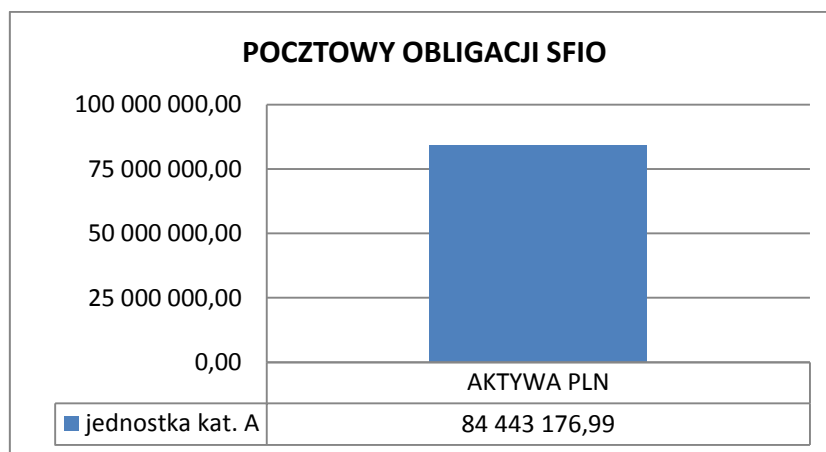 POCZTOWY OBLIGACJI SFIO
100 000 000,00
75 000 000,00
50 000 000,00
25 000 000,00
0,00
AKTYWA PLN
jednostka kat. A 84 443 176,99